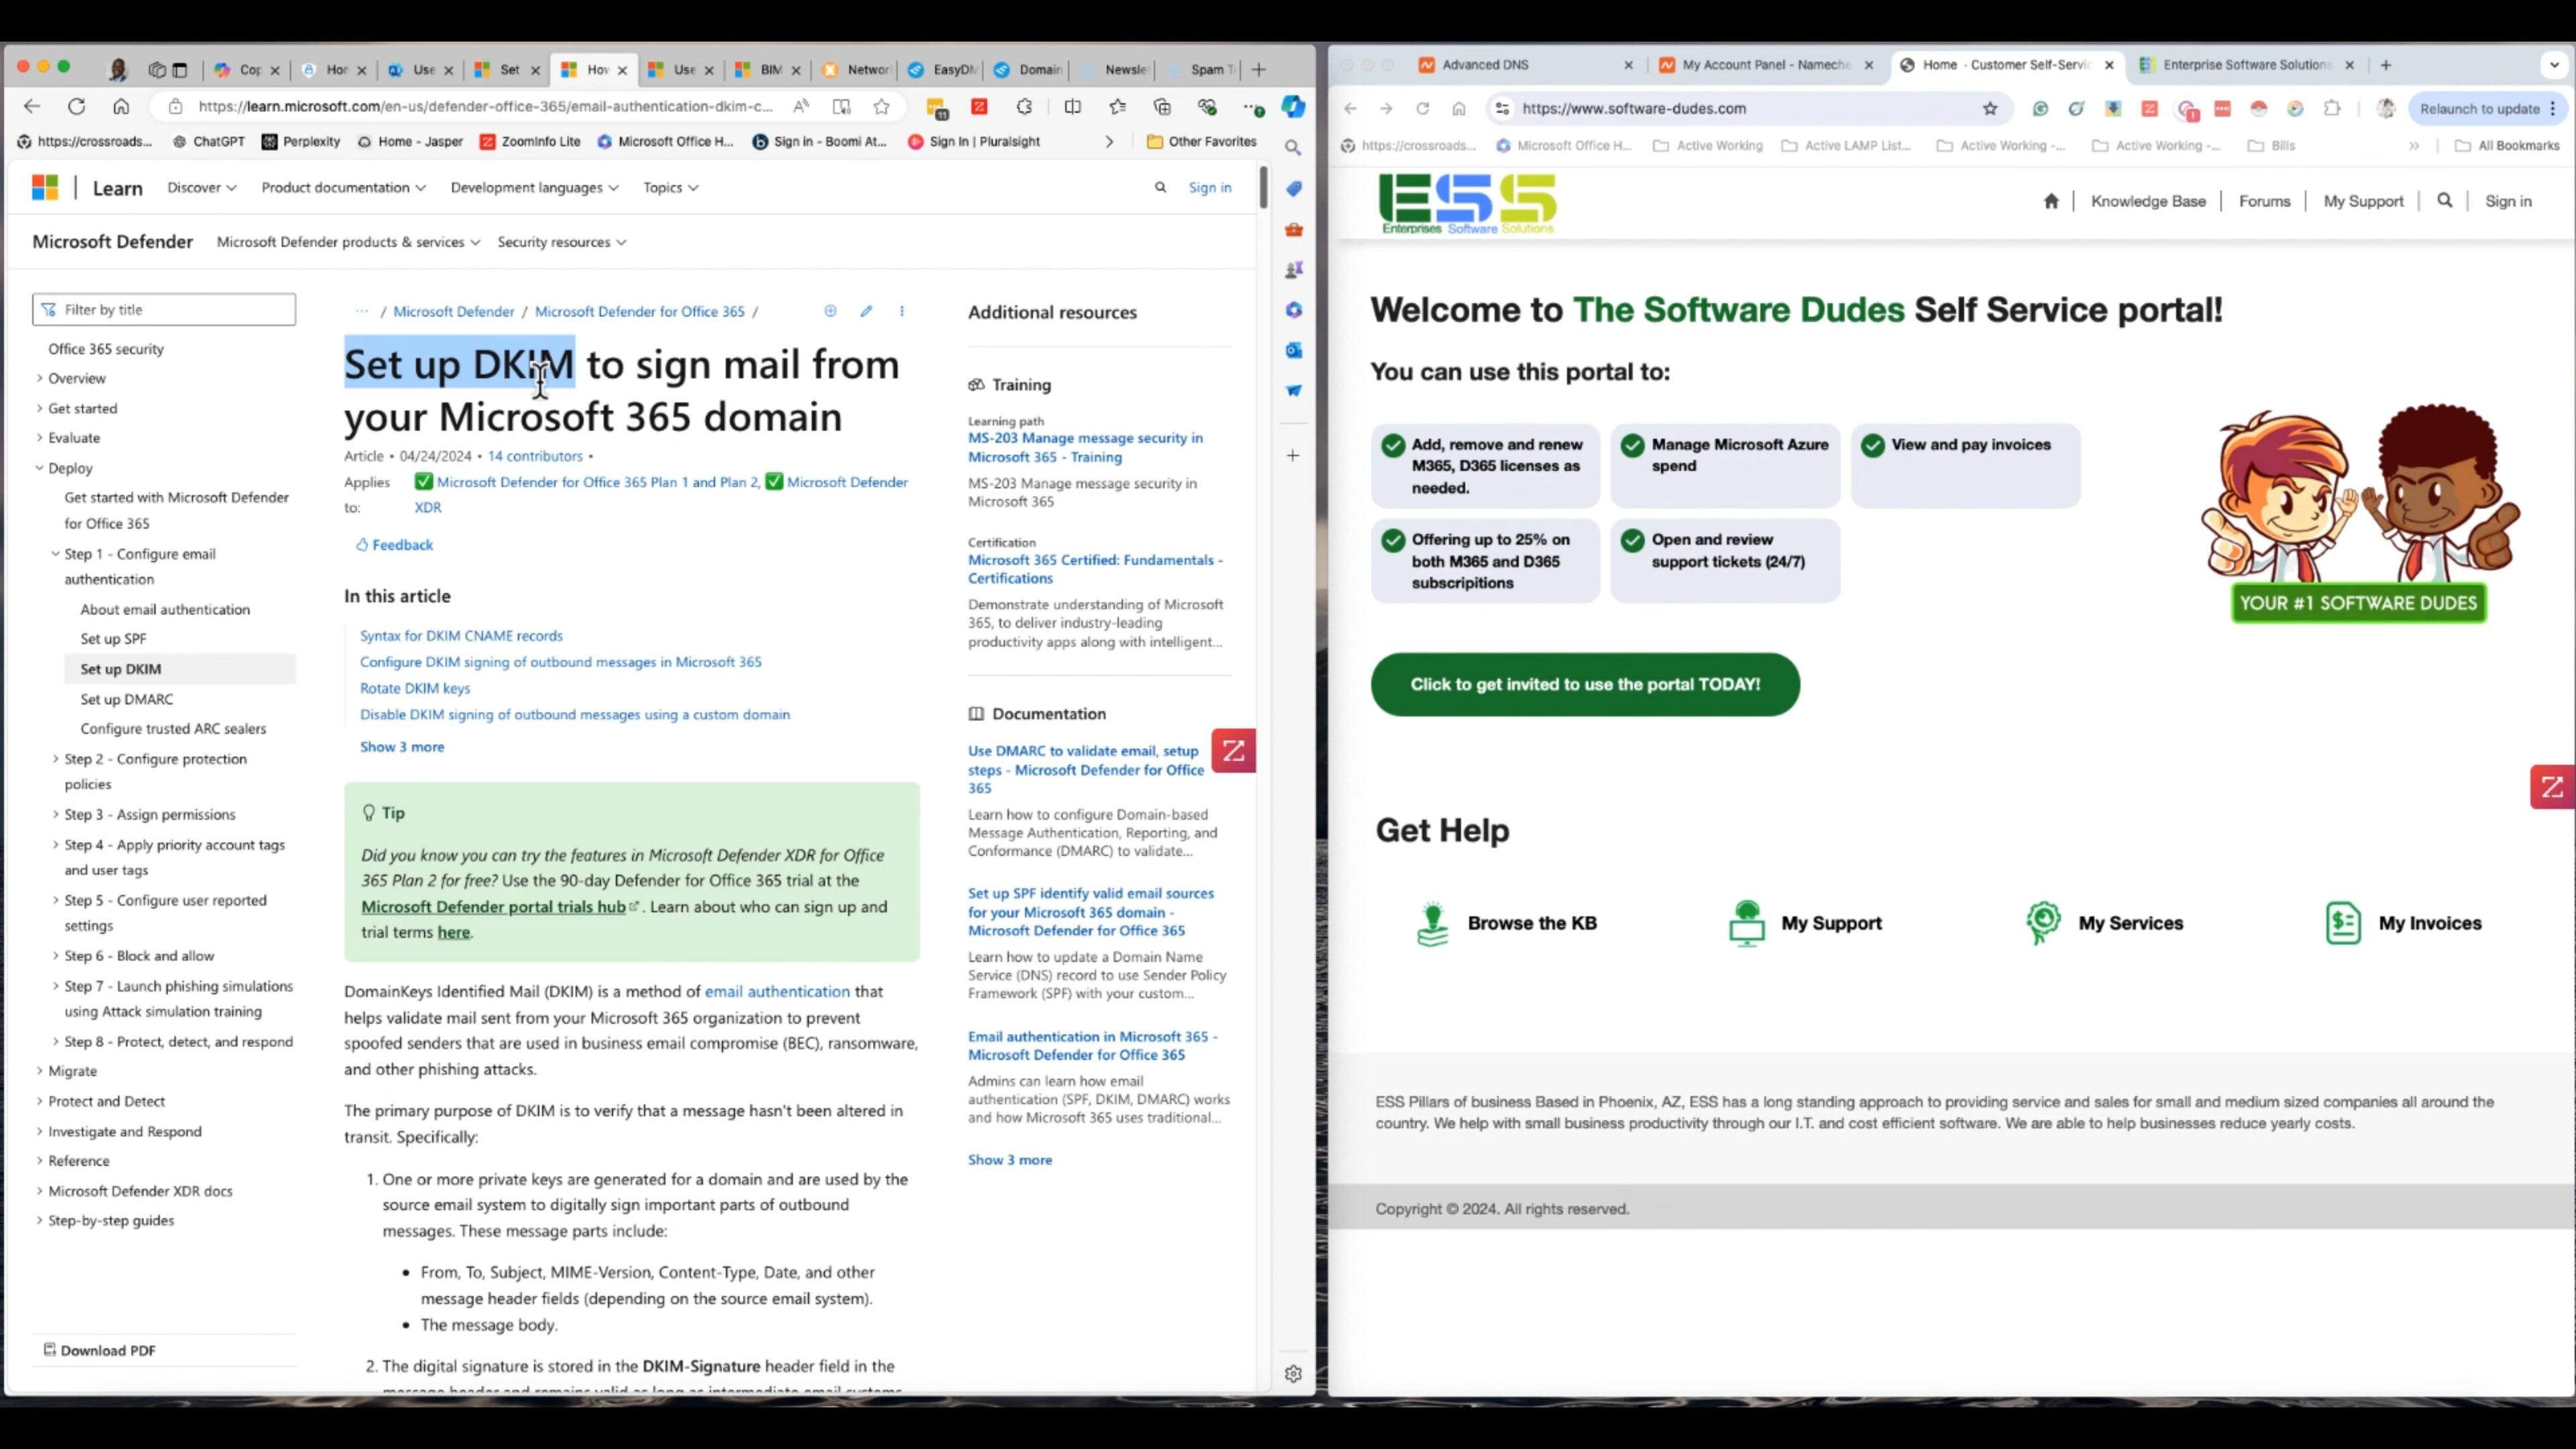 Cop
Hor
Use
Set
How
Use
BIM
Networ
EasyDM
Domain
Newslet
Spam T
https://learn.microsoft.com/en-us/defender-office-365/email-authentication-dkim-c...
11
https://crossroads...
ChatGPT
Perplexity
Home - Jasper
ZoomInfo Lite
Microsoft Office H...
Sign in - Boomi At...
Sign In | Pluralsight
Other Favorites
Learn
Discover
Product documentation
Development languages
Topics
Sign in
Microsoft Defender
Microsoft Defender products & services
Security resources
Filter by title
Office 365 security
Overview
Get started
Evaluate
Deploy
Get started with Microsoft Defender
for Office 365
Step 1 - Configure email
authentication
About email authentication
Set up SPF
Set up DKIM
Set up DMARC
Configure trusted ARC sealers
Step 2 - Configure protection
policies
Step 3 - Assign permissions
Step 4 - Apply priority account tags
and user tags
Step 5 - Configure user reported
settings
Step 6 - Block and allow
Step 7 - Launch phishing simulations
using Attack simulation training
Step 8 - Protect, detect, and respond
Migrate
Protect and Detect
Investigate and Respond
Reference
Microsoft Defender XDR docs
Step-by-step guides
Download PDF
··· / Microsoft Defender / Microsoft Defender for Office 365 /
Set up DKIM to sign mail from
your Microsoft 365 domain
Article • 04/24/2024 • 14 contributors •
Applies
to:
Microsoft Defender for Office 365 Plan 1 and Plan 2, Microsoft Defender
XDR
Feedback
In this article
Syntax for DKIM CNAME records
Configure DKIM signing of outbound messages in Microsoft 365
Rotate DKIM keys
Disable DKIM signing of outbound messages using a custom domain
Show 3 more
Tip
Did you know you can try the features in Microsoft Defender XDR for Office
365 Plan 2 for free? Use the 90-day Defender for Office 365 trial at the
Microsoft Defender portal trials hub . Learn about who can sign up and
trial terms here.
DomainKeys Identified Mail (DKIM) is a method of email authentication that
helps validate mail sent from your Microsoft 365 organization to prevent
spoofed senders that are used in business email compromise (BEC), ransomware,
and other phishing attacks.
The primary purpose of DKIM is to verify that a message hasn't been altered in
transit. Specifically:
1. One or more private keys are generated for a domain and are used by the
source email system to digitally sign important parts of outbound
messages. These message parts include:
• From, To, Subject, MIME-Version, Content-Type, Date, and other
message header fields (depending on the source email system).
• The message body.
2. The digital signature is stored in the DKIM-Signature header field in the
message header and remains valid as long as intermediate email systems
Additional resources
Training
Learning path
MS-203 Manage message security in
Microsoft 365 - Training
MS-203 Manage message security in
Microsoft 365
Certification
Microsoft 365 Certified: Fundamentals -
Certifications
Demonstrate understanding of Microsoft
365, to deliver industry-leading
productivity apps along with intelligent...
Documentation
Use DMARC to validate email, setup
steps - Microsoft Defender for Office
365
Learn how to configure Domain-based
Message Authentication, Reporting, and
Conformance (DMARC) to validate...
Set up SPF identify valid email sources
for your Microsoft 365 domain -
Microsoft Defender for Office 365
Learn how to update a Domain Name
Service (DNS) record to use Sender Policy
Framework (SPF) with your custom...
Email authentication in Microsoft 365 -
Microsoft Defender for Office 365
Admins can learn how email
authentication (SPF, DKIM, DMARC) works
and how Microsoft 365 uses traditional...
Show 3 more
Advanced DNS
My Account Panel - Nameche
Home · Customer Self-Servic
Enterprise Software Solutions
https://www.software-dudes.com
Relaunch to update
https://crossroads...
Microsoft Office H...
Active Working
Active LAMP List...
Active Working -...
Active Working -...
Bills
All Bookmarks
ESS
Enterprises Software Solutions
Knowledge Base
Forums
My Support
Sign in
Welcome to The Software Dudes Self Service portal!
You can use this portal to:
Add, remove and renew
M365, D365 licenses as
needed.
Manage Microsoft Azure
spend
View and pay invoices
Offering up to 25% on
both M365 and D365
subscripitions
Open and review
support tickets (24/7)
YOUR #1 SOFTWARE DUDES
Click to get invited to use the portal TODAY!
Get Help
Browse the KB
My Support
My Services
My Invoices
ESS Pillars of business Based in Phoenix, AZ, ESS has a long standing approach to providing service and sales for small and medium sized companies all around the
country. We help with small business productivity through our I.T. and cost efficient software. We are able to help businesses reduce yearly costs.
Copyright © 2024. All rights reserved.